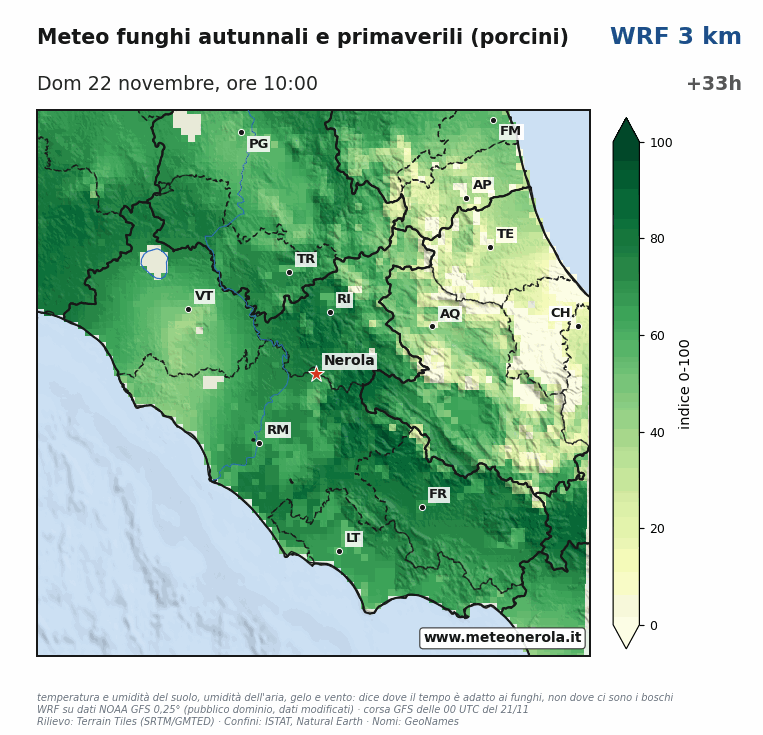 Meteo funghi autunnali e primaverili (porcini)
WRF 3 km
Dom 22 novembre, ore 10:00
+33h
FM
PG
AP
TE
TR
VT
RI
AQ
CH
Nerola
RM
FR
LT
www.meteonerola.it
100
80
60
40
20
0
indice 0-100
temperatura e umidità del suolo, umidità dell'aria, gelo e vento: dice dove il tempo è adatto ai funghi, non dove ci sono i boschi
WRF su dati NOAA GFS 0,25° (pubblico dominio, dati modificati) · corsa GFS delle 00 UTC del 21/11
Rilievo: Terrain Tiles (SRTM/GMTED) · Confini: ISTAT, Natural Earth · Nomi: GeoNames